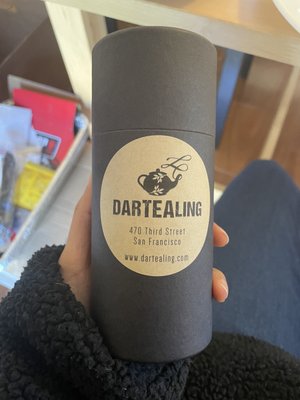 DARTEALING
470 Third Street
San Francisco
www.dartealing.com